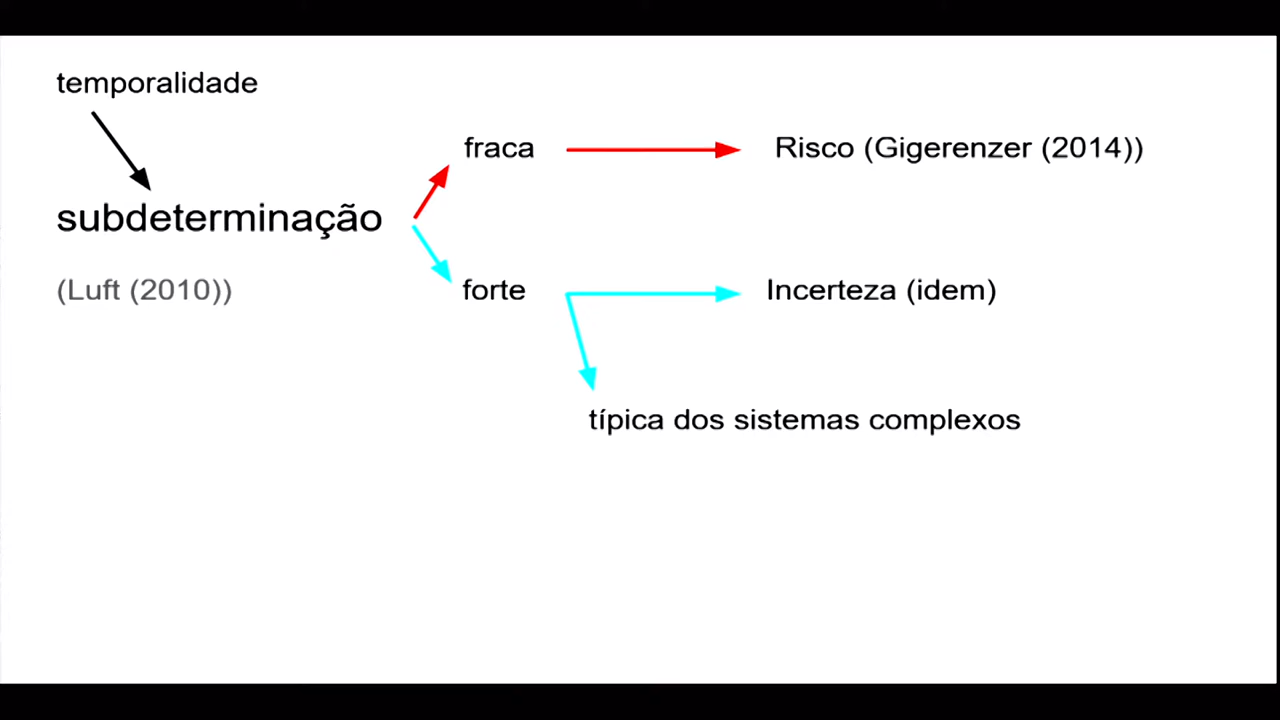 temporalidade
fraca
Risco (Gigerenzer (2014))
subdeterminação
(Luft (2010))
forte
Incerteza (idem)
típica dos sistemas complexos